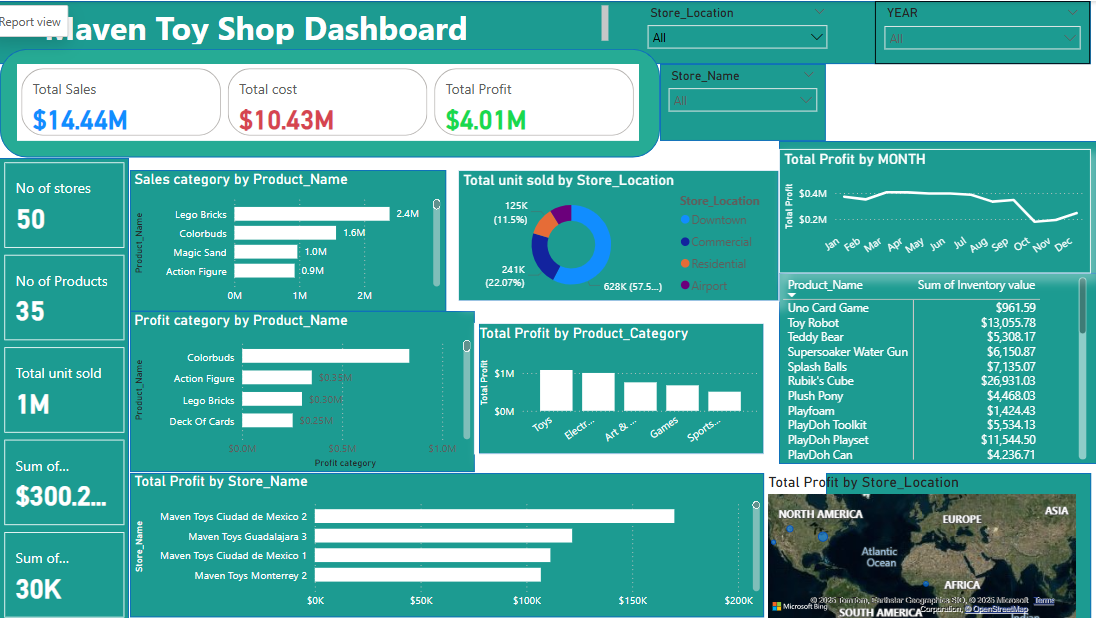 Report view
Maven Toy Shop Dashboard
Store_Location
All
YEAR
All
Store_Name
All
Total Sales
$14.44M
Total cost
$10.43M
Total Profit
$4.01M
No of stores
50
No of Products
35
Total unit sold
1M
Sum of...
$300.2...
Sum of...
30K
Sales category by Product_Name
Product_Name
Lego Bricks
2.4M
Colorbuds
1.6M
Magic Sand
1.0M
Action Figure
0.9M
0M
1M
2M
Total unit sold by Store_Location
125K
(11.5%)
241K
(22.07%)
628K (57.5...)
Store_Location
Downtown
Commercial
Residential
Airport
Total Profit by MONTH
Total Profit
$0.4M
$0.2M
Jan
Feb
Mar
Apr
May
Jun
Jul
Aug
Sep
Oct
Nov
Dec
Product_Name Sum of Inventory value
Uno Card Game $961.59
Toy Robot $13,055.78
Teddy Bear $5,308.17
Supersoaker Water Gun $6,150.87
Splash Balls $7,135.07
Rubik's Cube $26,931.03
Plush Pony $4,468.03
Playfoam $1,424.43
PlayDoh Toolkit $5,534.13
PlayDoh Playset $11,544.50
PlayDoh Can $4,236.71
Profit category by Product_Name
Product_Name
Colorbuds
Action Figure
$0.35M
Lego Bricks
$0.30M
Deck Of Cards
$0.25M
$0.0M
$0.5M
$1.0M
Profit category
Total Profit by Product_Category
Total Profit
$1M
$0M
Toys
Electr...
Art & ...
Games
Sports...
Total Profit by Store_Name
Store_Name
Maven Toys Ciudad de Mexico 2
Maven Toys Guadalajara 3
Maven Toys Ciudad de Mexico 1
Maven Toys Monterrey 2
$0K
$50K
$100K
$150K
$200K
Total Profit by Store_Location
NORTH AMERICA
EUROPE
ASIA
Atlantic
Ocean
AFRICA
Microsoft Bing
© 2025 TomTom, Earthstar Geographics SIO, © 2025 Microsoft Terms
Corporation, © OpenStreetMap
SOUTH AMERICA
Indian